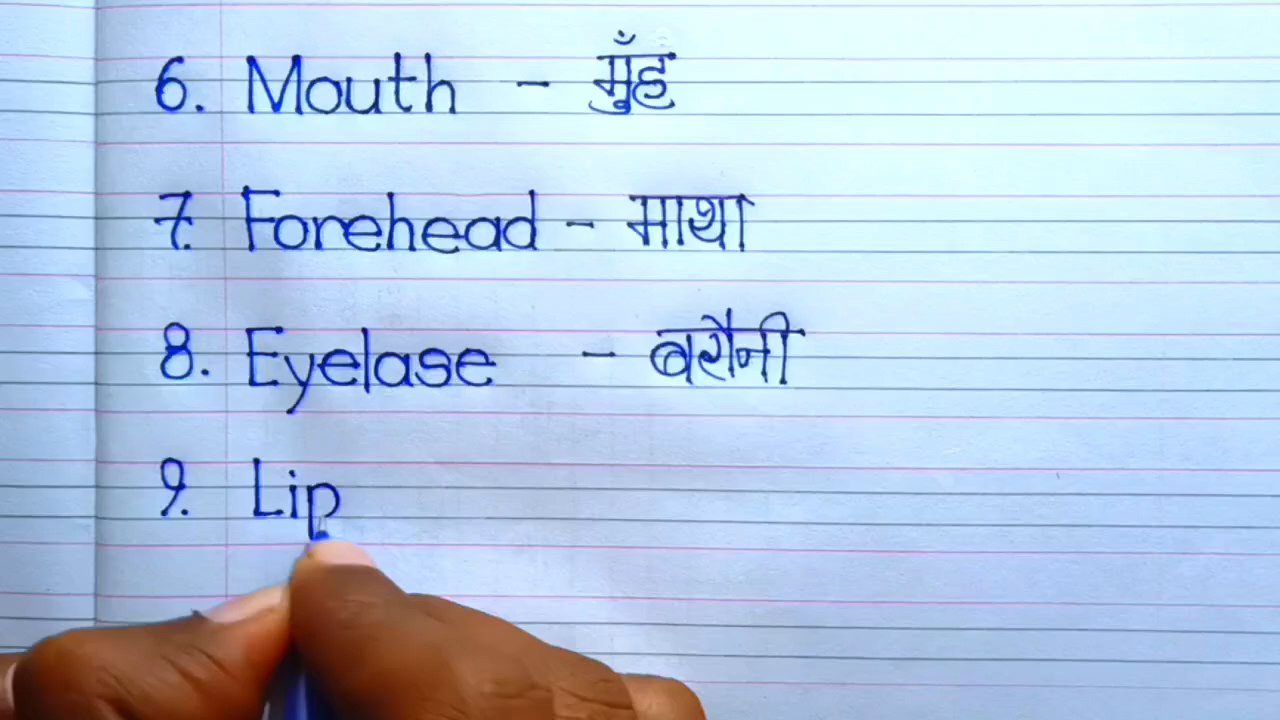 6. Mouth - मुँह
7. Forehead - माथा
8. Eyelase - बरौनी
9. Lip